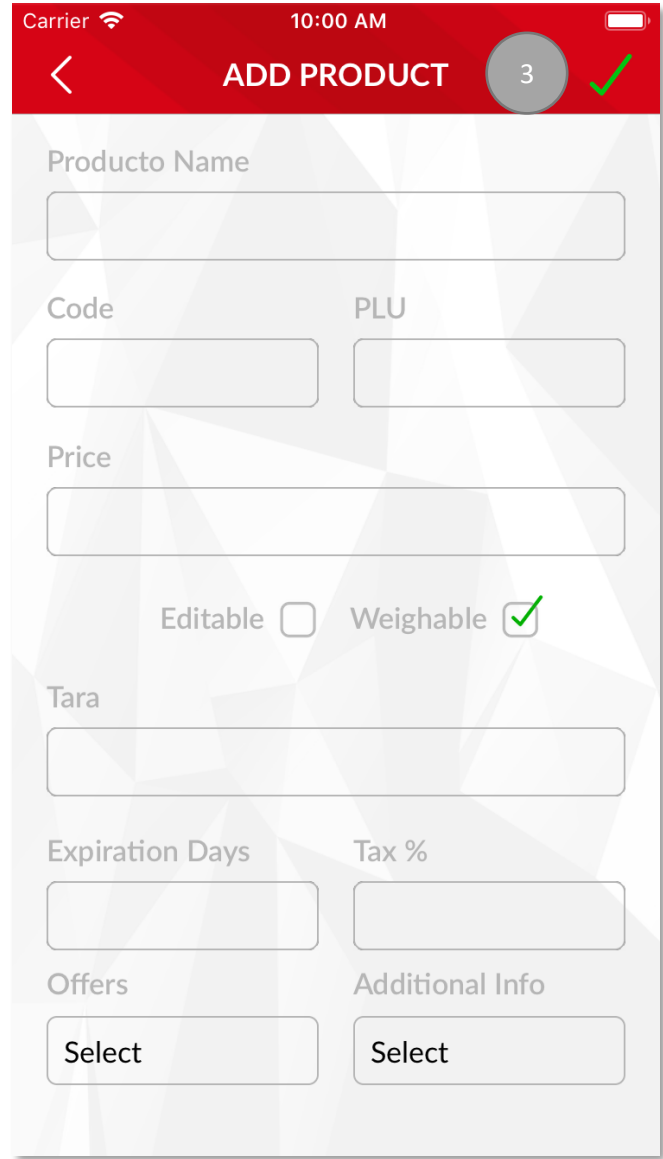 Carrier 10:00 AM
ADD PRODUCT 3
Producto Name
Code PLU
Price
Editable Weighable
Tara
Expiration Days Tax %
Offers Additional Info
Select Select